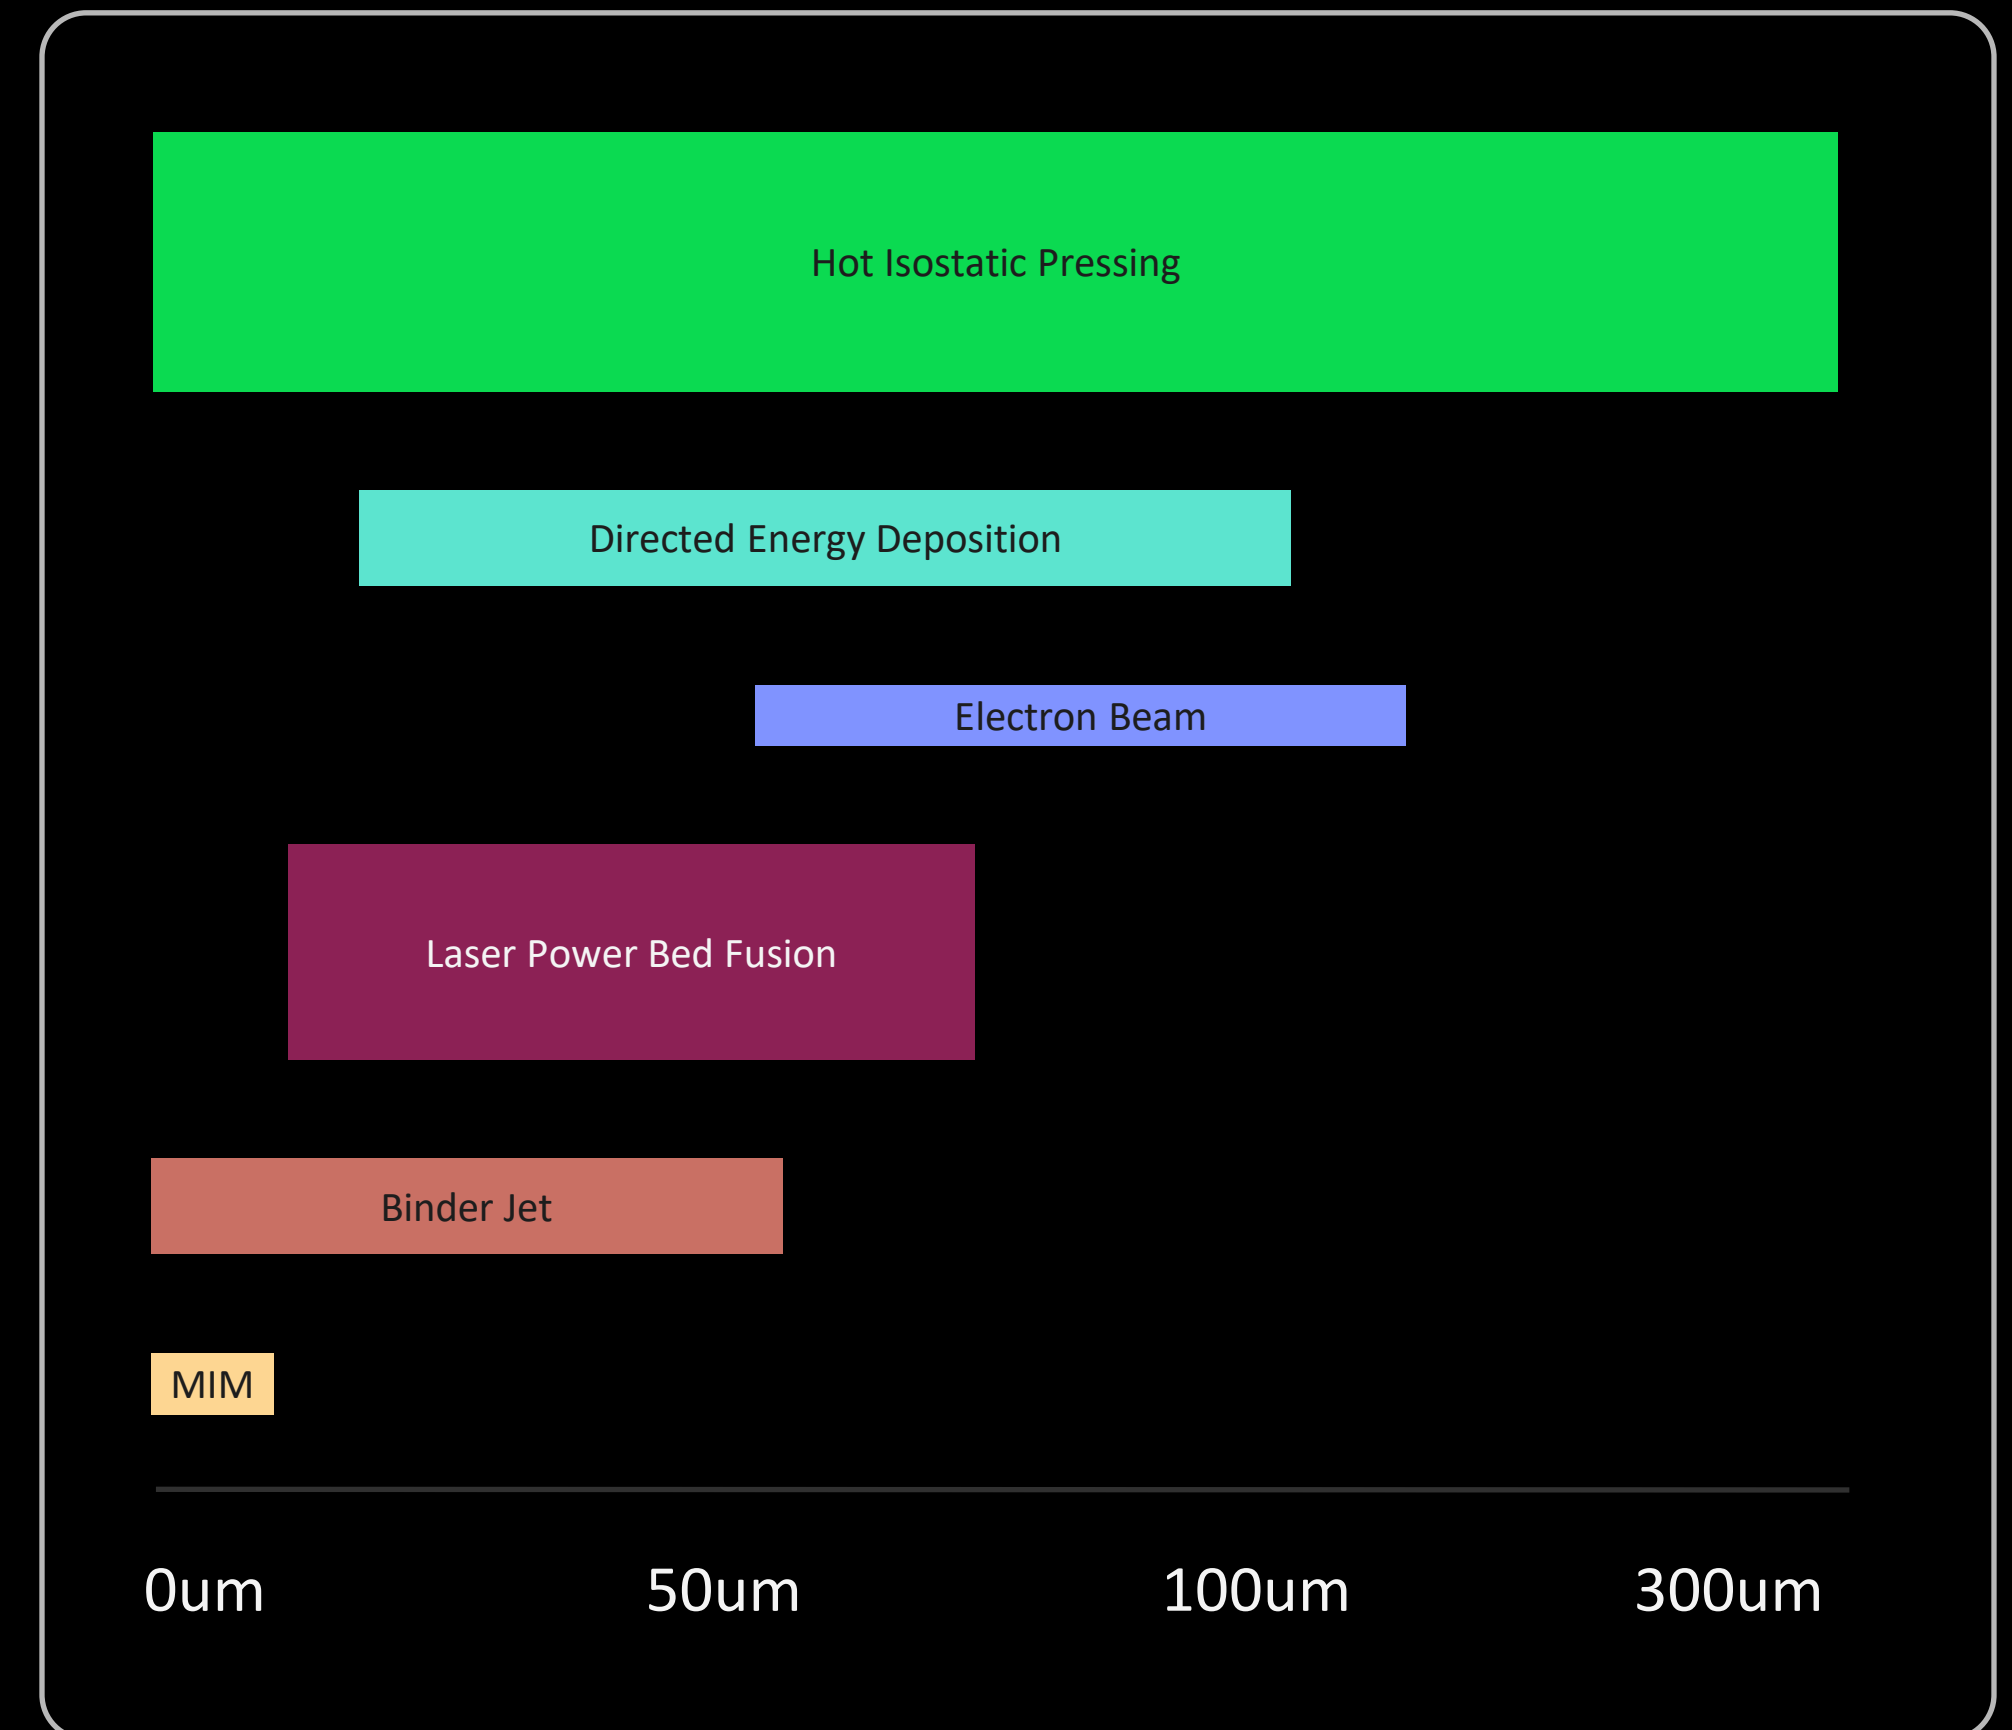 Hot Isostatic Pressing
Directed Energy Deposition
Electron Beam
Laser Power Bed Fusion
Binder Jet
MIM
0um 50um 100um 300um